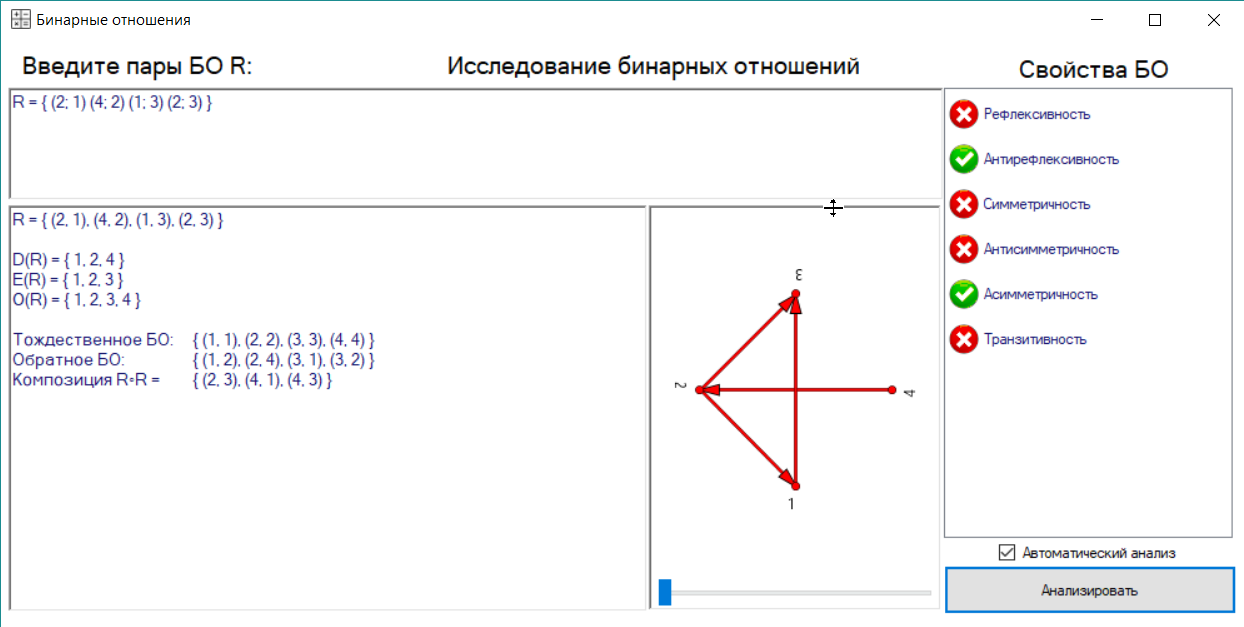 Бинарные отношения
Введите пары БО R:
Исследование бинарных отношений
Свойства БО
R = { (2; 1) (4; 2) (1; 3) (2; 3) }
R = { (2, 1), (4, 2), (1, 3), (2, 3) }
D(R) = { 1, 2, 4 }
E(R) = { 1, 2, 3 }
O(R) = { 1, 2, 3, 4 }
Тождественное БО: { (1, 1), (2, 2), (3, 3), (4, 4) }
Обратное БО: { (1, 2), (2, 4), (3, 1), (3, 2) }
Композиция R∘R = { (2, 3), (4, 1), (4, 3) }
3
2
4
1
Рефлексивность
Антирефлексивность
Симметричность
Антисимметричность
Асимметричность
Транзитивность
Автоматический анализ
Анализировать